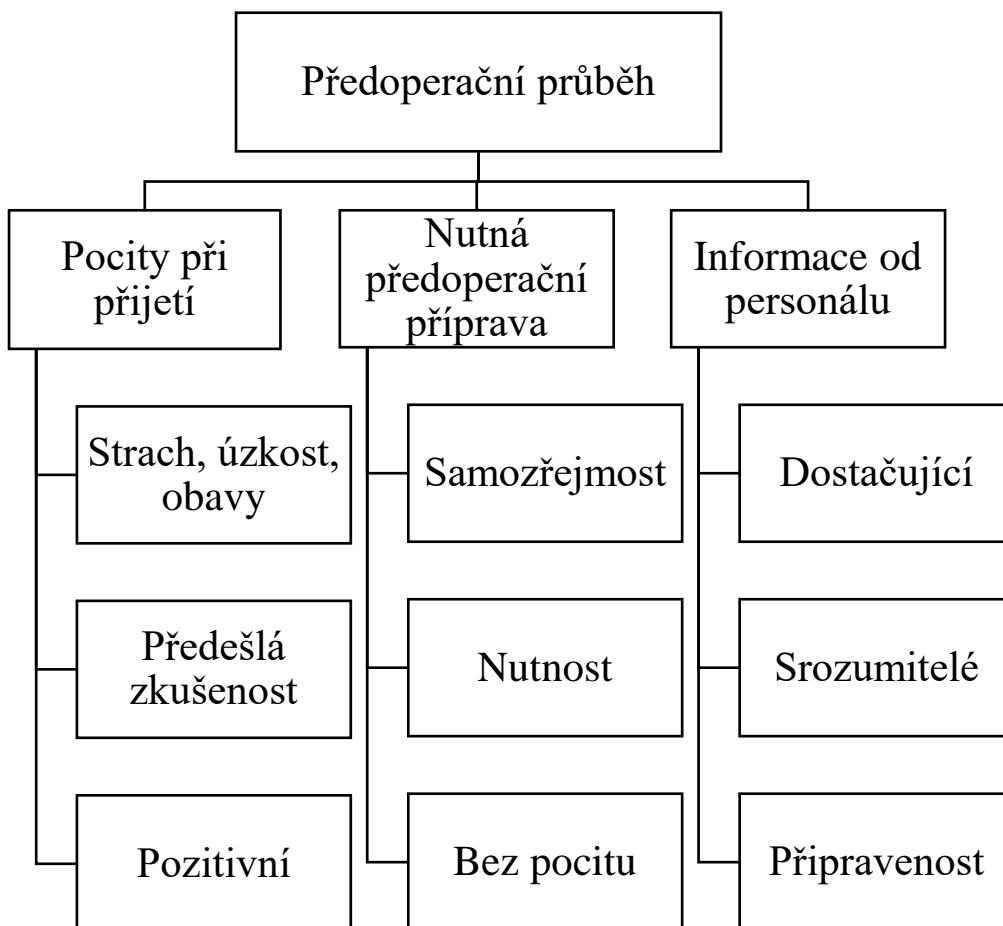 Předoperační průběh
Pocity při
přijetí
Nutná
předoperační
příprava
Informace od
personálu
Strach, úzkost,
obavy
Samozřejmost
Dostačující
Předešlá
zkušenost
Nutnost
Srozumitelé
Pozitivní
Bez pocitu
Připravenost